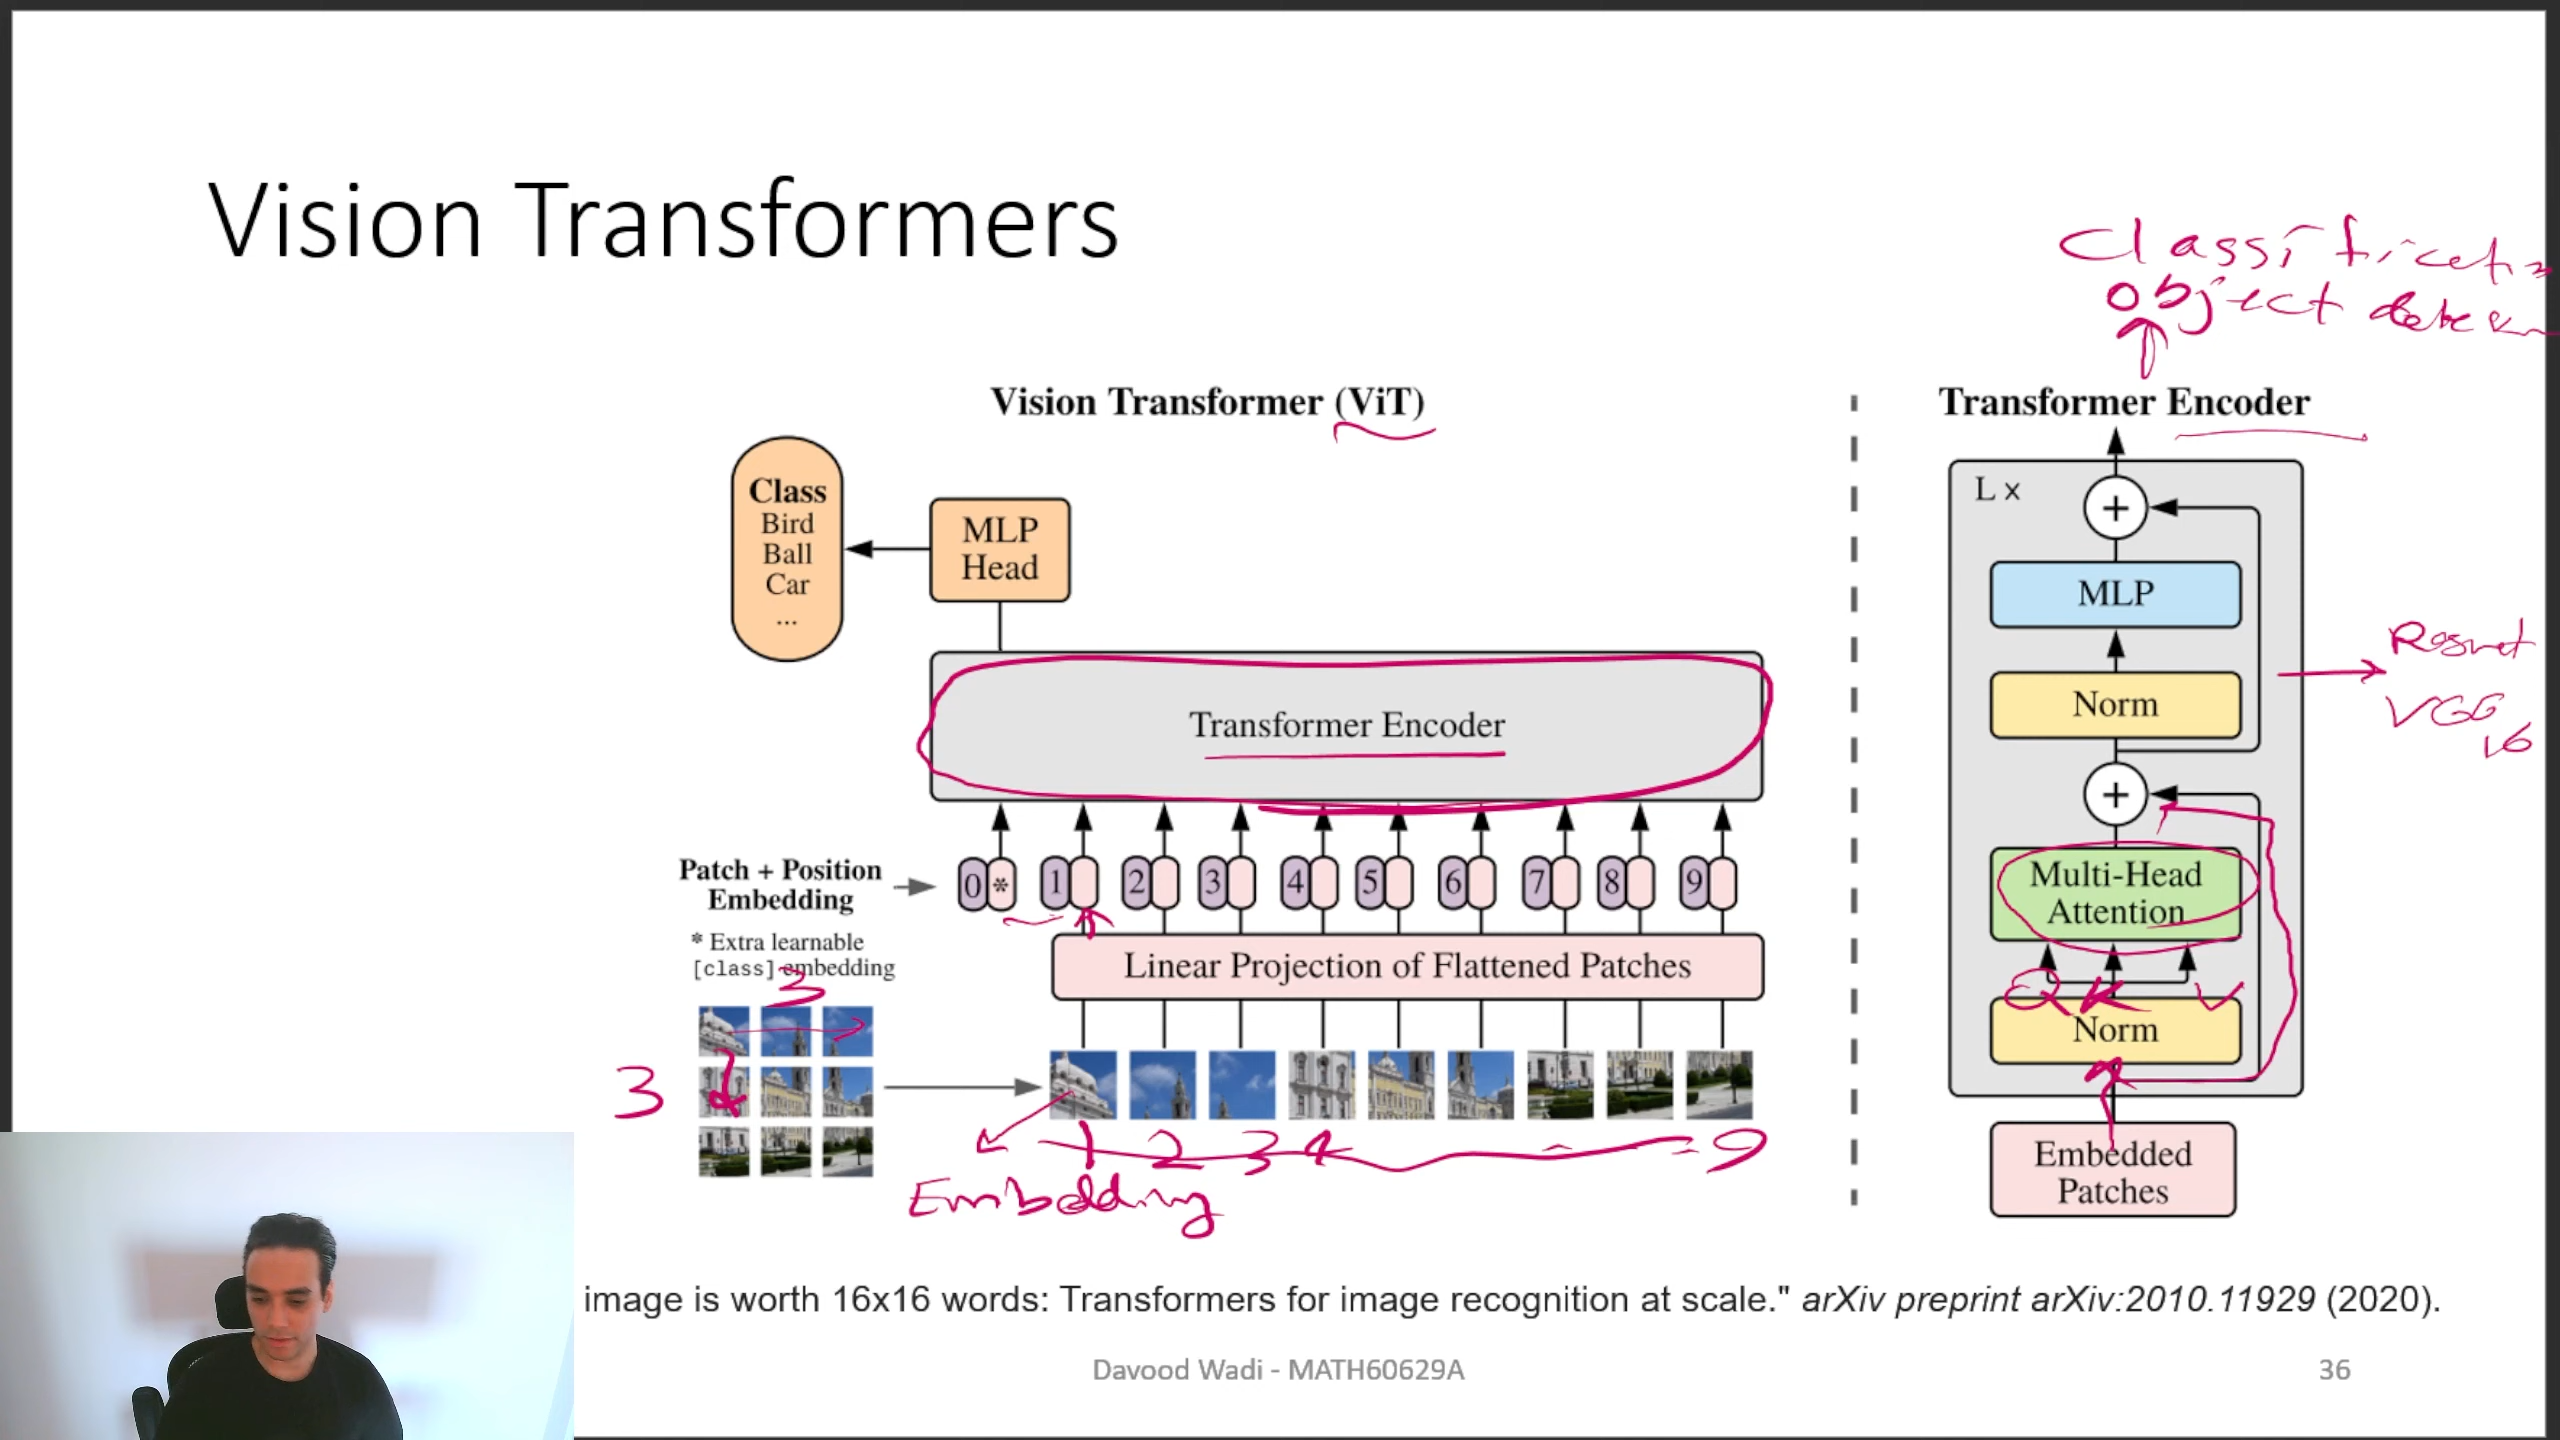 Vision Transformers
Classification
object
Vision Transformer (ViT)
Class
Bird
Ball
Car
...
MLP
Head
Transformer Encoder
Patch + Position
Embedding
* Extra learnable
[class] embedding
0 * 1 2 3 4 5 6 7 8 9
Linear Projection of Flattened Patches
3
3
1 2 3 4 9
Embedding
Transformer Encoder
L x
+
MLP
Norm
+
Multi-Head
Attention
Q K V
Norm
Embedded
Patches
Resnet
VGG
16
image is worth 16x16 words: Transformers for image recognition at scale." arXiv preprint arXiv:2010.11929 (2020).
Davood Wadi - MATH60629A
36